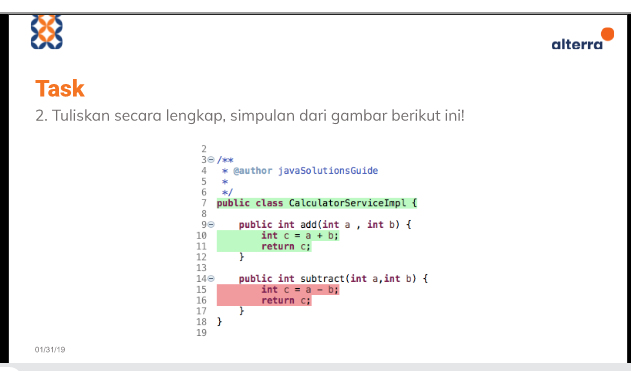 alterra
Task
2. Tuliskan secara lengkap, simpulan dari gambar berikut ini!
2
3 /**
4 * @author javaSolutionsGuide
5 *
6 */
7 public class CalculatorServiceImpl {
8
9 public int add(int a , int b) {
10 int c = a + b;
11 return c;
12 }
13
14 public int subtract(int a,int b) {
15 int c = a - b;
16 return c;
17 }
18 }
19
01/31/19